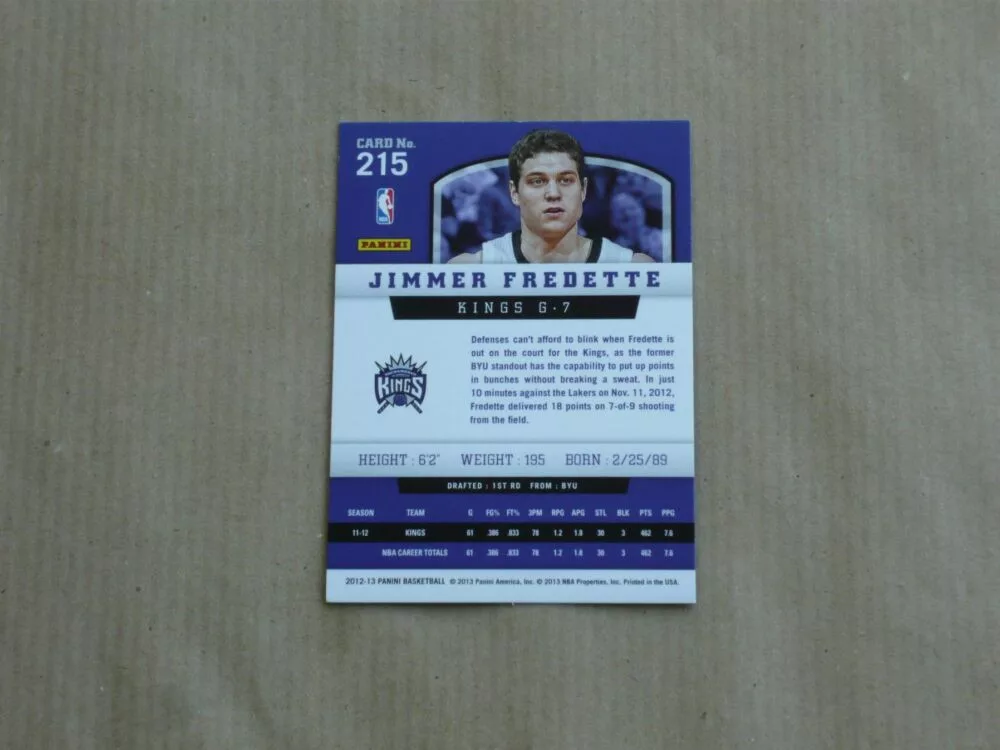 CARD No.
215
NBA
PANINI
JIMMER FREDETTE
KINGS G·7
Defenses can't afford to blink when Fredette is
out on the court for the Kings, as the former
BYU standout has the capability to put up points
in bunches without breaking a sweat. In just
10 minutes against the Lakers on Nov. 11, 2012,
Fredette delivered 18 points on 7-of-9 shooting
from the field.
KINGS
HEIGHT : 6'2" WEIGHT : 195 BORN : 2/25/89
DRAFTED : 1ST RD FROM : BYU
SEASON TEAM G FG% FT% 3PM RPG APG STL BLK PTS PPG
11-12 KINGS 61 .386 .833 78 1.2 1.8 30 3 462 7.6
NBA CAREER TOTALS 61 .386 .833 78 1.2 1.8 30 3 462 7.6
2012-13 PANINI BASKETBALL © 2013 Panini America, Inc. © 2013 NBA Properties, Inc. Printed in the USA.